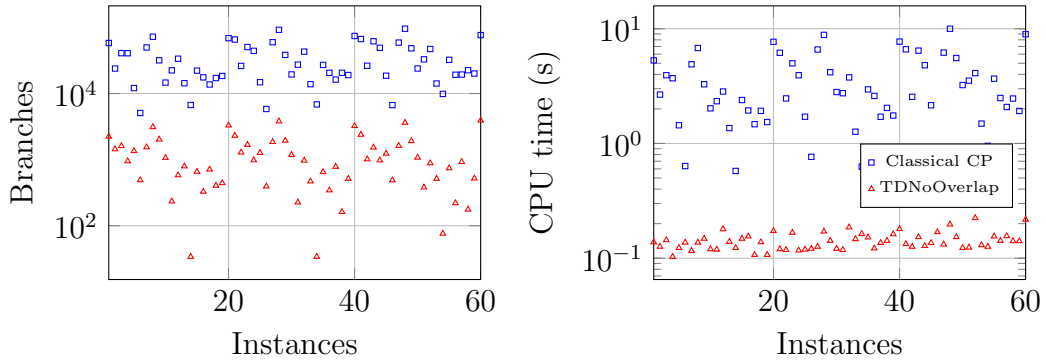 Branches
10^4
10^2
20
40
60
Instances
CPU time (s)
10^1
10^0
10^−1
20
40
60
Instances
Classical CP
TDNoOverlap